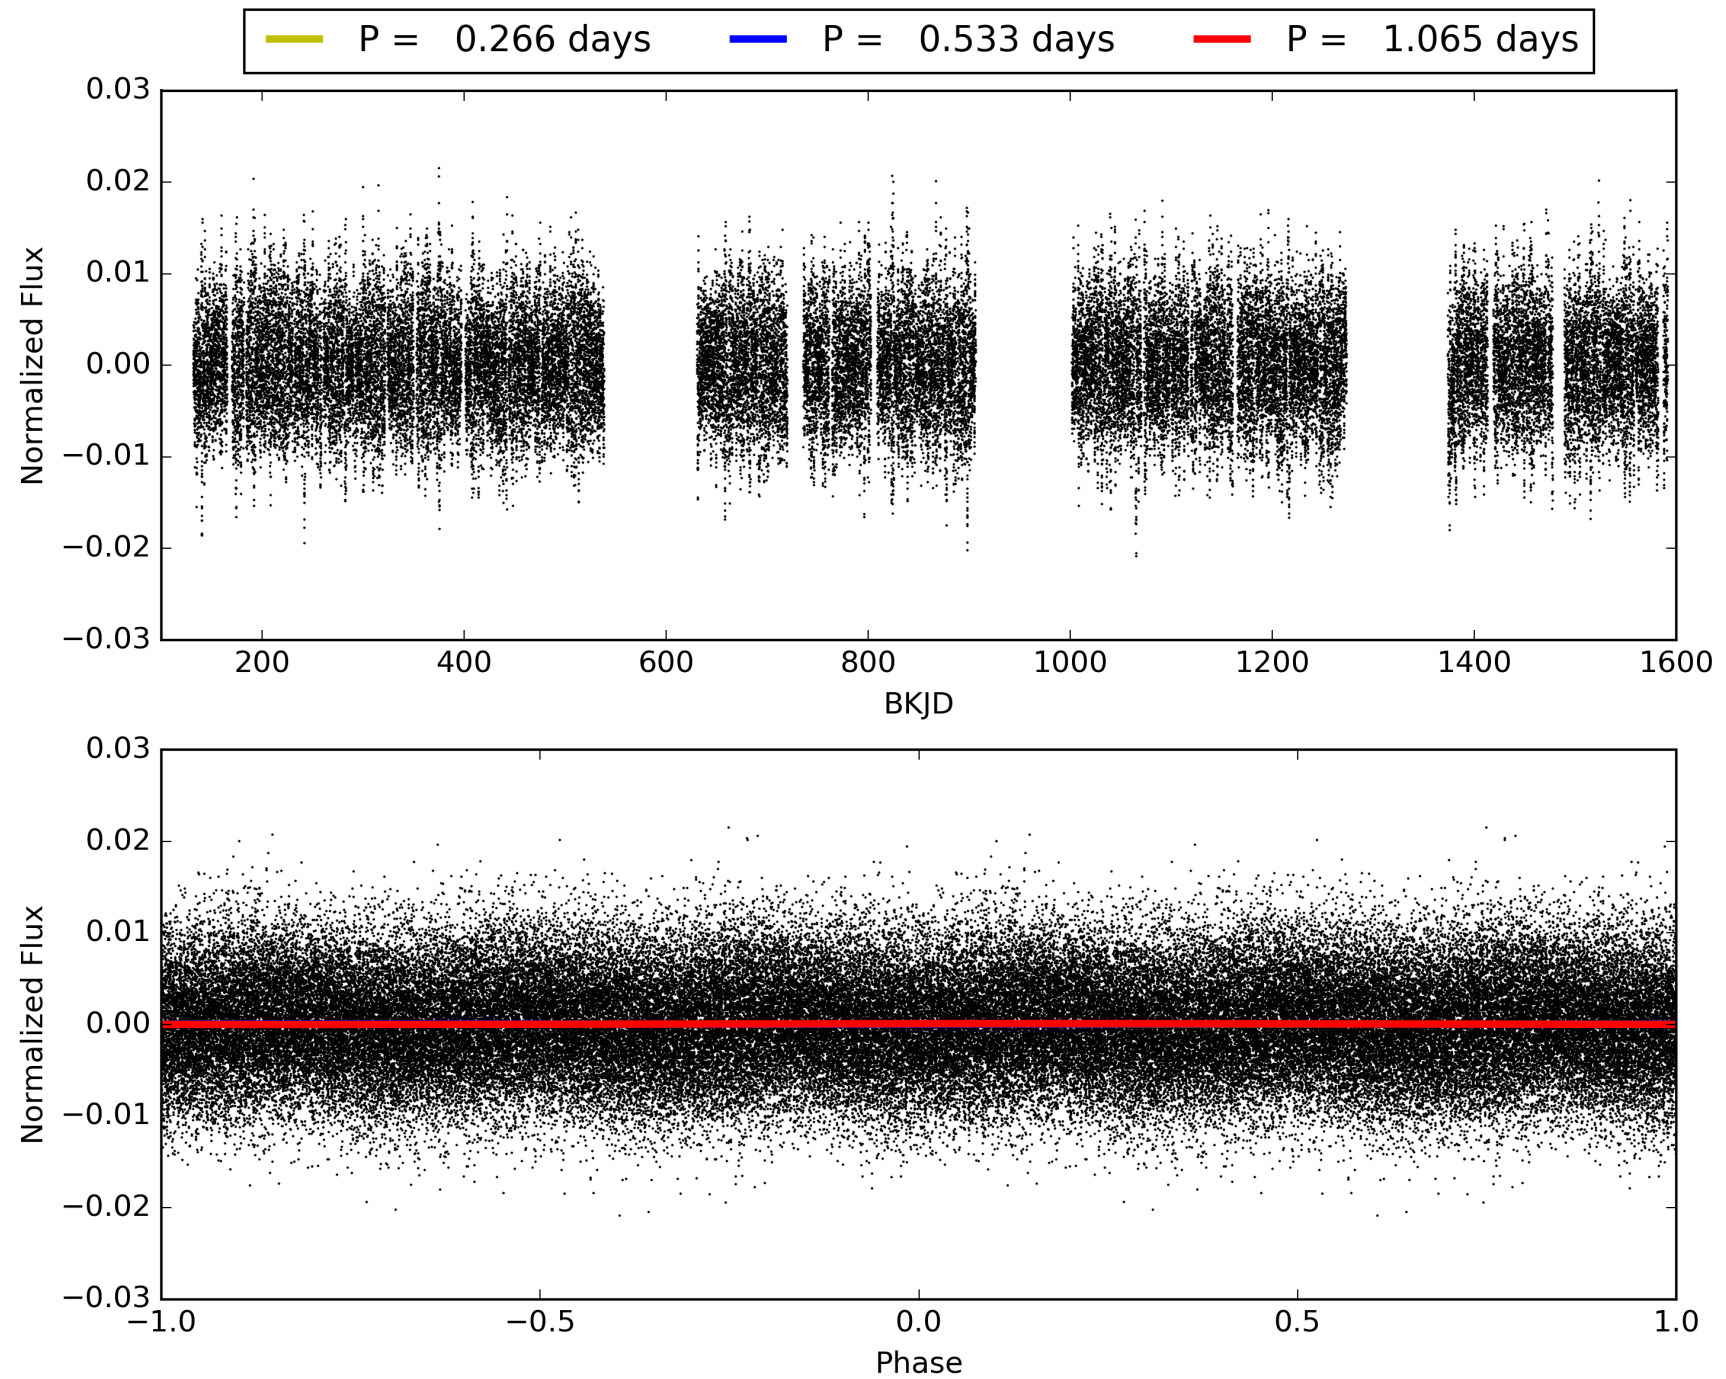 P = 0.266 days P = 0.533 days P = 1.065 days
0.03
0.02
0.01
0.00
−0.01
−0.02
−0.03
Normalized Flux
200 400 600 800 1000 1200 1400 1600
BKJD
0.03
0.02
0.01
0.00
−0.01
−0.02
−0.03
Normalized Flux
−1.0 −0.5 0.0 0.5 1.0
Phase